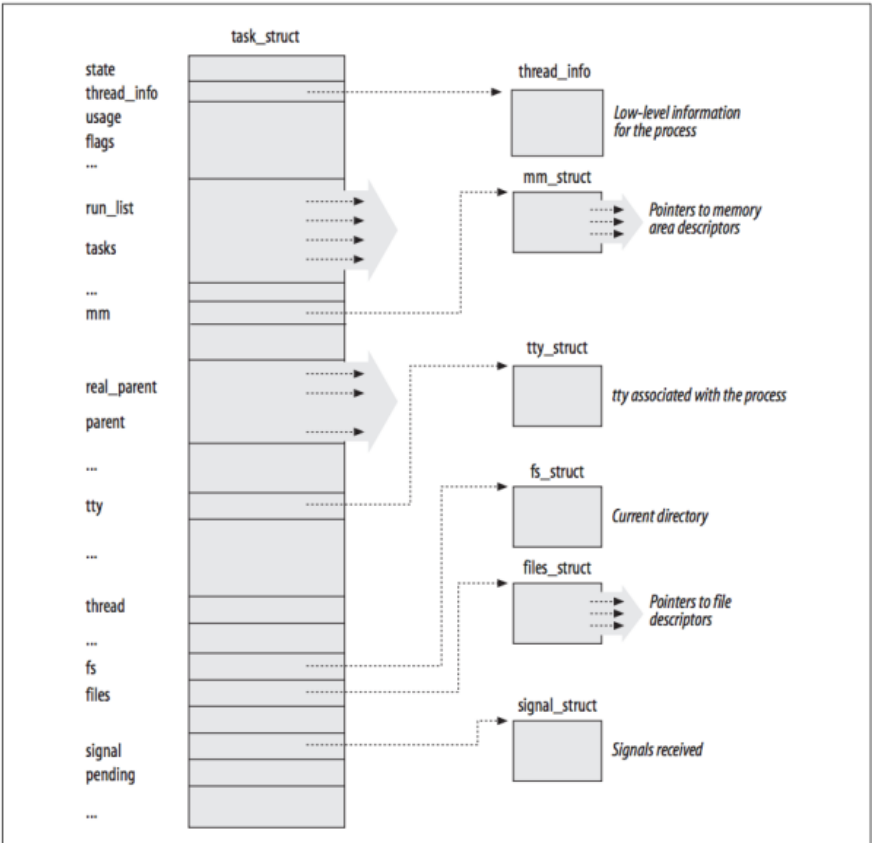 task_struct
state
thread_info
usage
flags
...
run_list
tasks
...
mm
real_parent
parent
...
tty
...
thread
...
fs
files
signal
pending
...
thread_info
Low-level information
for the process
mm_struct
Pointers to memory
area descriptors
tty_struct
tty associated with the process
fs_struct
Current directory
files_struct
Pointers to file
descriptors
signal_struct
Signals received